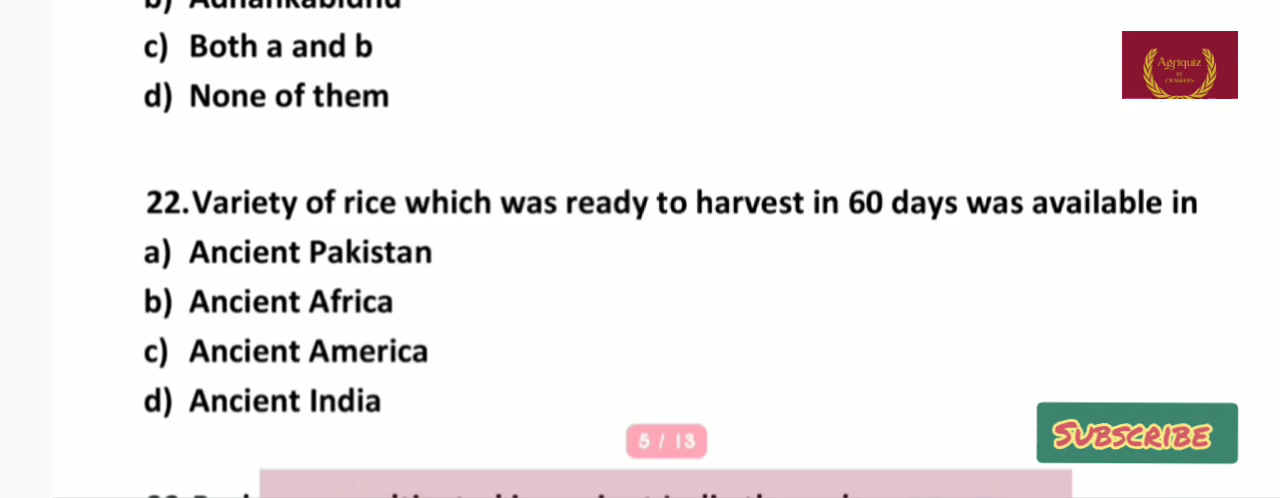 c) Both a and b
d) None of them
Agriquiz
CRACKERS
22.Variety of rice which was ready to harvest in 60 days was available in
a) Ancient Pakistan
b) Ancient Africa
c) Ancient America
d) Ancient India
5 / 13
SUBSCRIBE